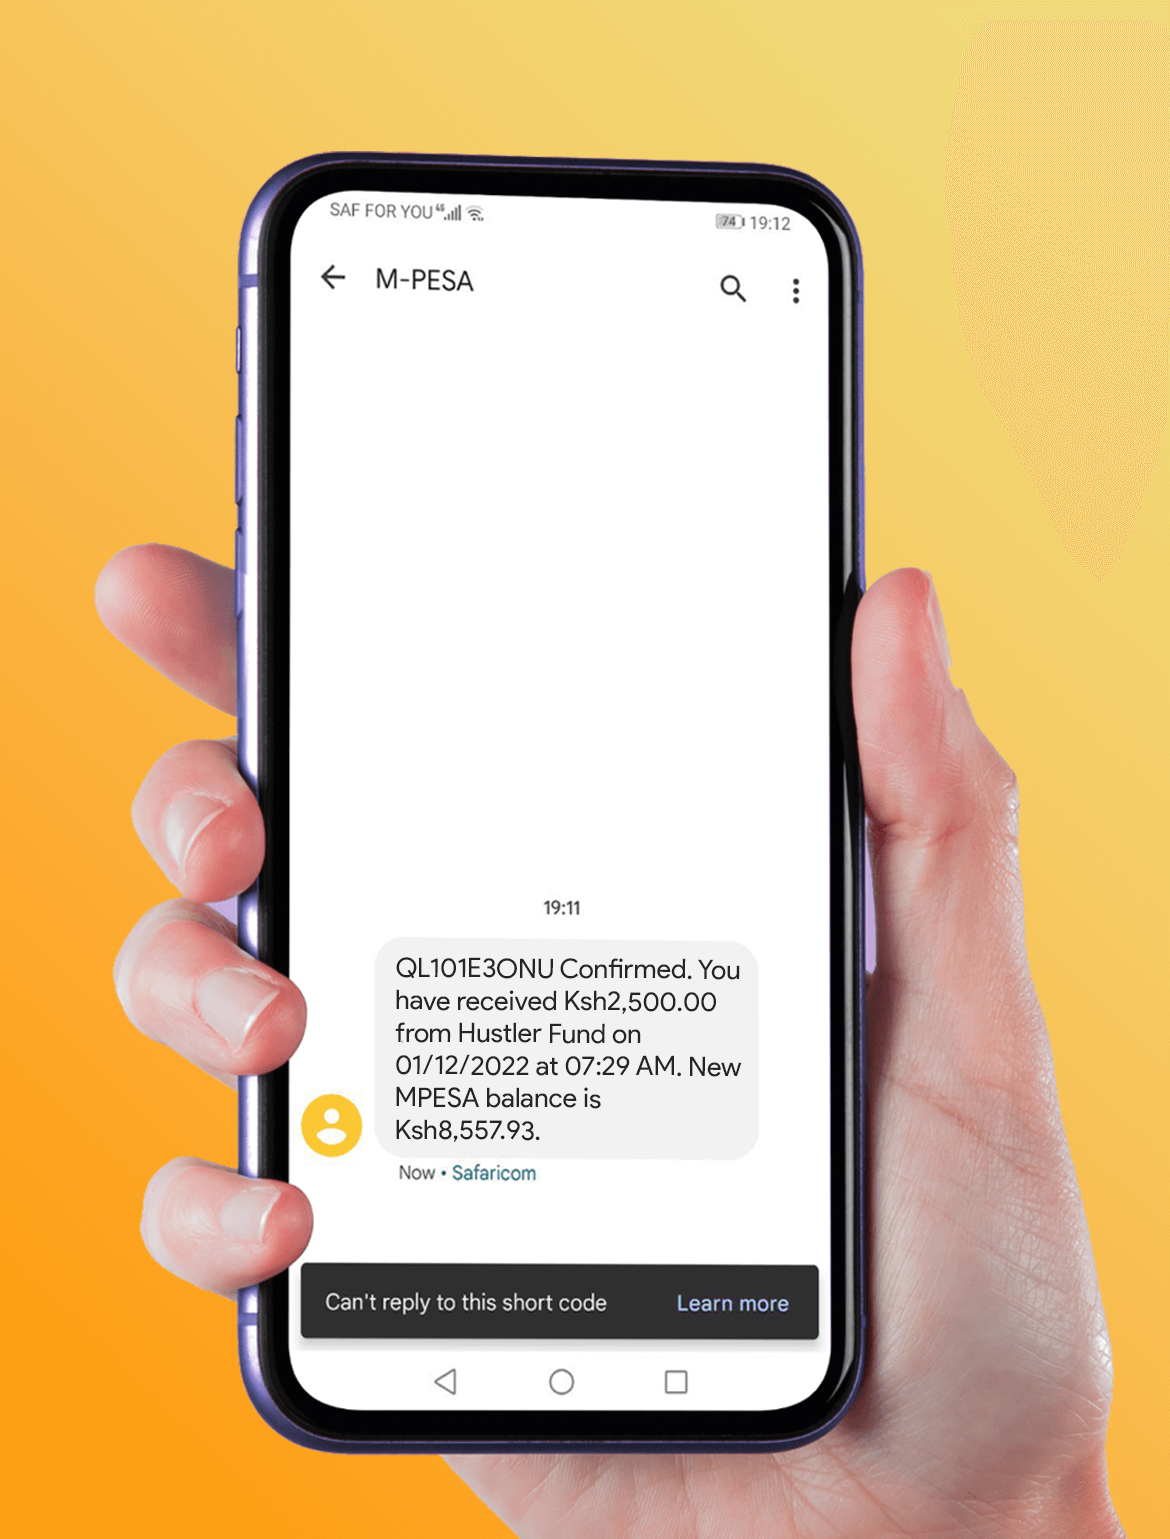 SAF FOR YOU 4G 74 19:12
M-PESA
19:11
QL101E3ONU Confirmed. You
have received Ksh2,500.00
from Hustler Fund on
01/12/2022 at 07:29 AM. New
MPESA balance is
Ksh8,557.93.
Now • Safaricom
Can't reply to this short code Learn more